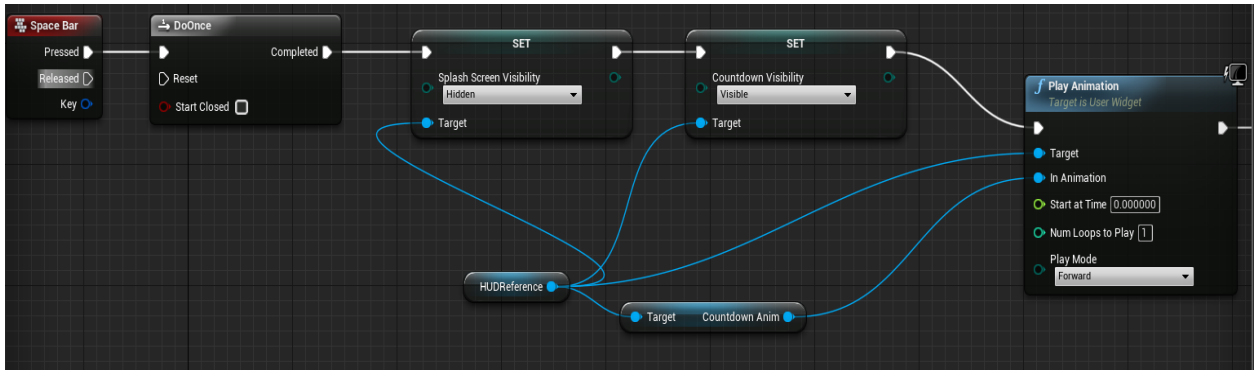 Space Bar
Pressed
Released
Key
DoOnce
Completed
Reset
Start Closed
SET
Splash Screen Visibility
Hidden
Target
SET
Countdown Visibility
Visible
Target
f Play Animation
Target is User Widget
Target
In Animation
Start at Time 0.000000
Num Loops to Play 1
Play Mode
Forward
HUDReference
Target Countdown Anim